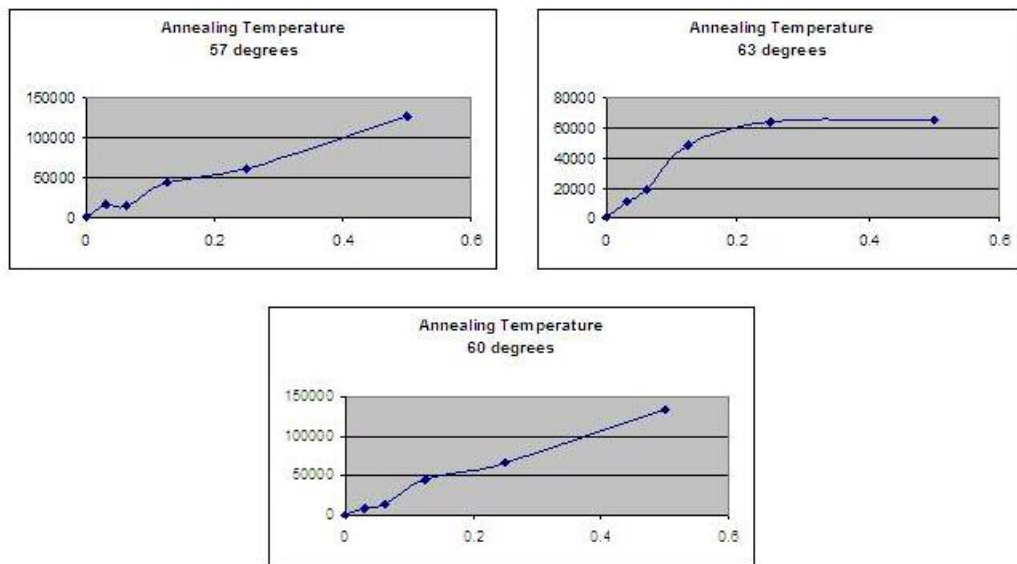 Annealing Temperature
57 degrees
150000
100000
50000
0
0 0.2 0.4 0.6
Annealing Temperature
63 degrees
80000
60000
40000
20000
0
0 0.2 0.4 0.6
Annealing Temperature
60 degrees
150000
100000
50000
0
0 0.2 0.4 0.6